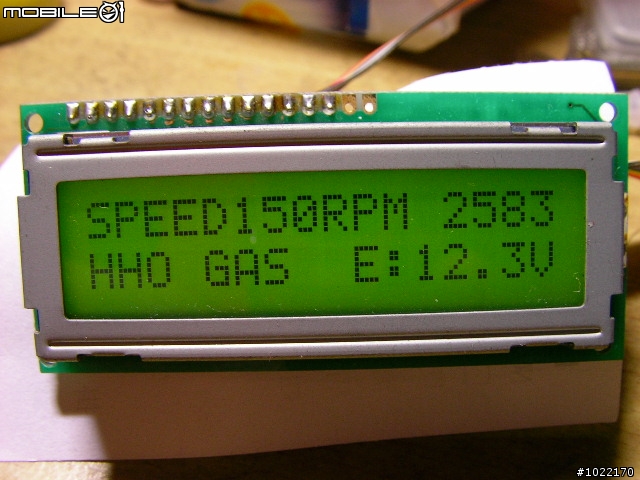 MOBILE01
SPEED150RPM 2583
HHO GAS E:12.3V
#1022170